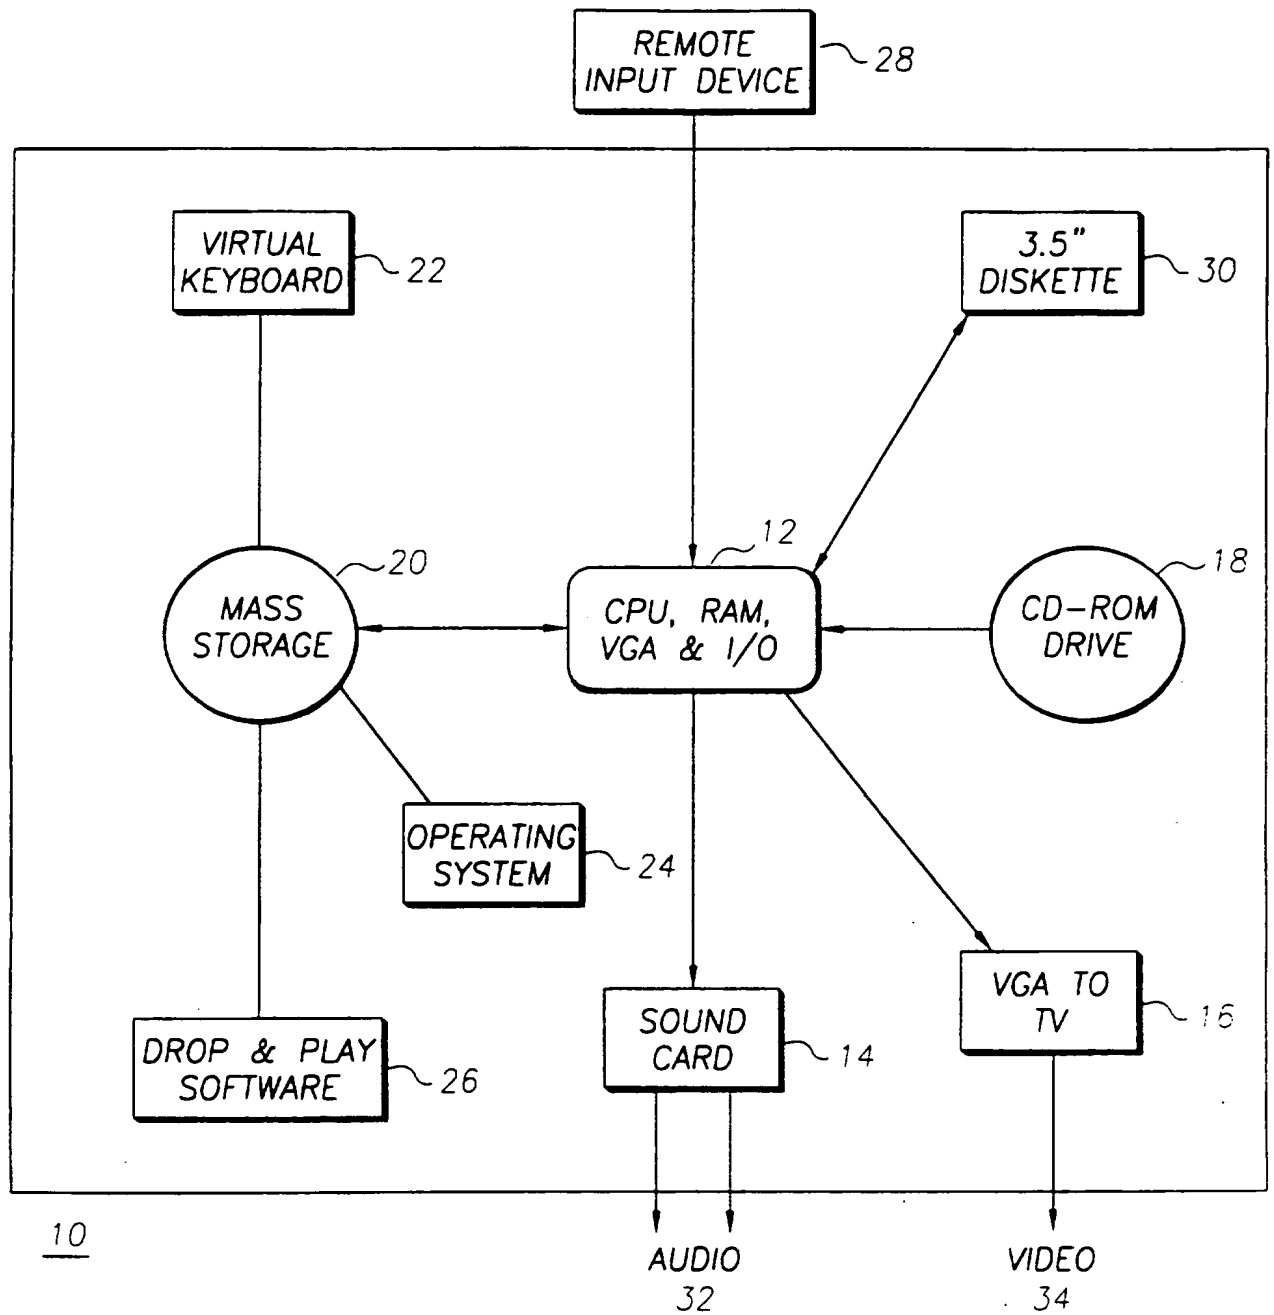 REMOTE
INPUT DEVICE
28
VIRTUAL
KEYBOARD
22
3.5"
DISKETTE
30
12
20
18
MASS
STORAGE
CPU, RAM,
VGA & I/O
CD-ROM
DRIVE
OPERATING
SYSTEM
24
VGA TO
TV
16
SOUND
CARD
14
DROP & PLAY
SOFTWARE
26
10
AUDIO
32
VIDEO
34